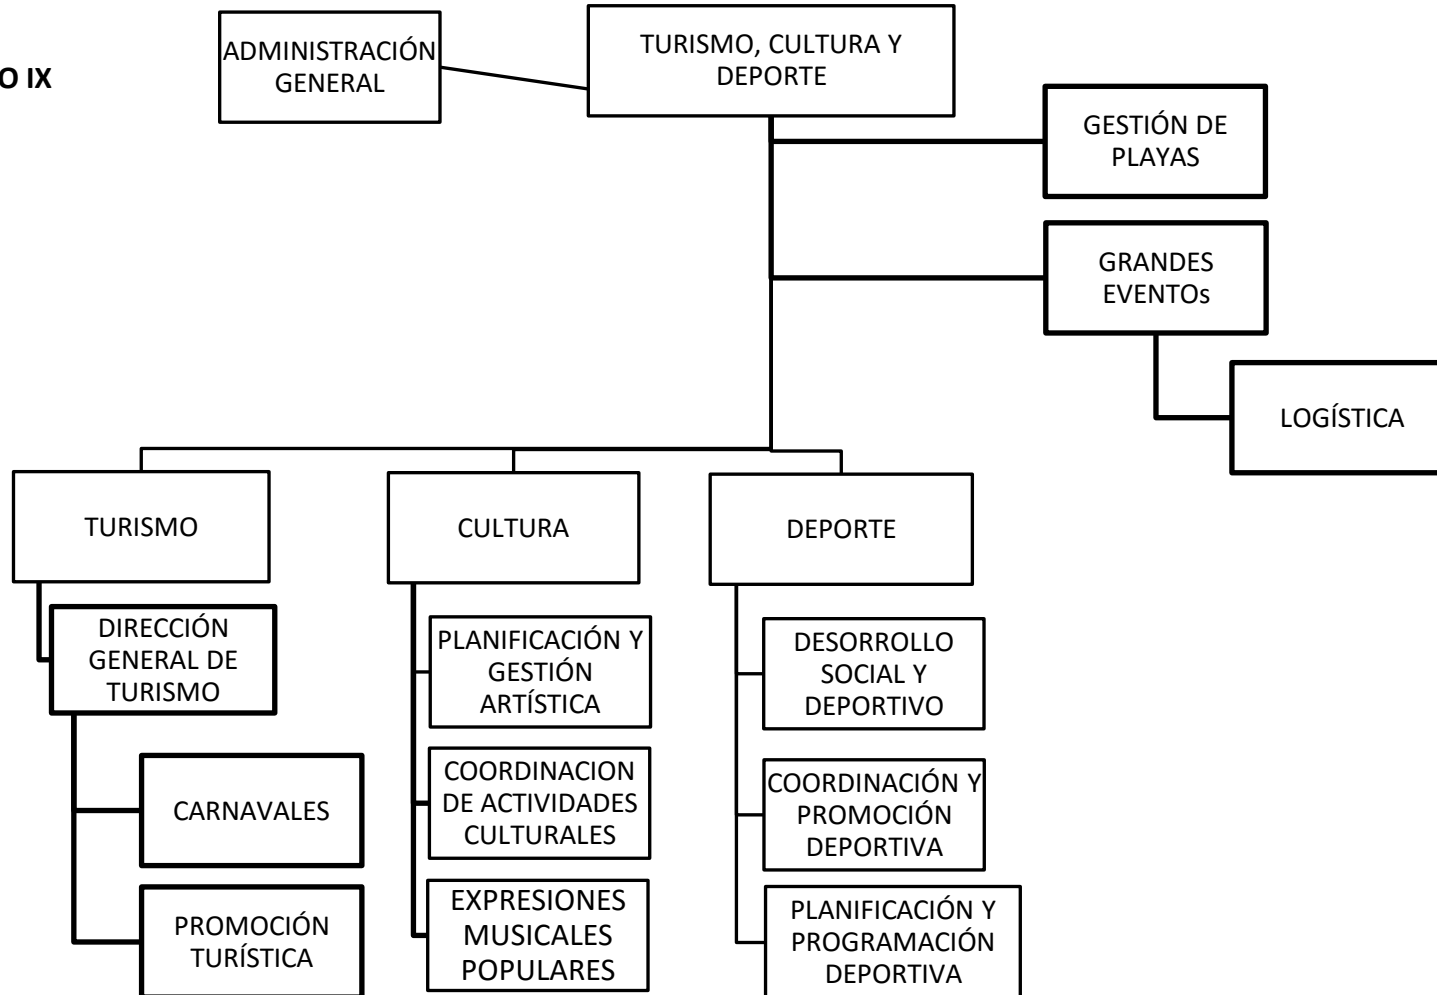 O IX
ADMINISTRACIÓN
GENERAL
TURISMO, CULTURA Y
DEPORTE
GESTIÓN DE
PLAYAS
GRANDES
EVENTOs
LOGÍSTICA
TURISMO
CULTURA
DEPORTE
DIRECCIÓN
GENERAL DE
TURISMO
CARNAVALES
PROMOCIÓN
TURÍSTICA
PLANIFICACIÓN Y
GESTIÓN
ARTÍSTICA
COORDINACION
DE ACTIVIDADES
CULTURALES
EXPRESIONES
MUSICALES
POPULARES
DESORROLLO
SOCIAL Y
DEPORTIVO
COORDINACIÓN Y
PROMOCIÓN
DEPORTIVA
PLANIFICACIÓN Y
PROGRAMACIÓN
DEPORTIVA